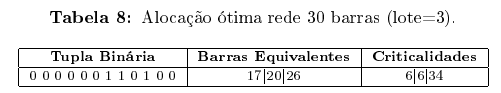 Tabela 8: Alocação ótima rede 30 barras (lote=3).
Tupla Binária Barras Equivalentes Criticalidades
0 0 0 0 0 0 1 1 0 1 0 0 17|20|26 6|6|34